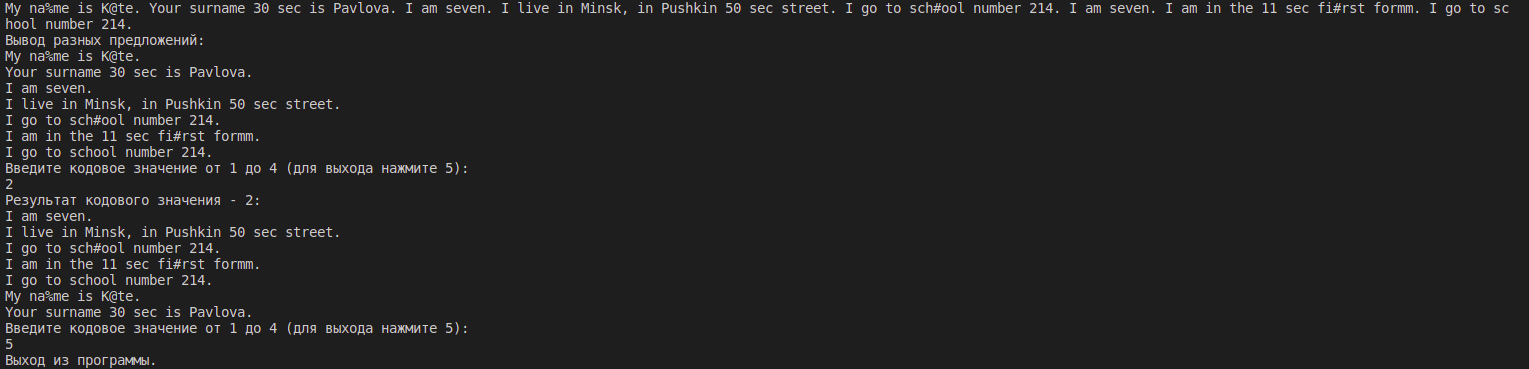 My na%me is K@te. Your surname 30 sec is Pavlova. I am seven. I live in Minsk, in Pushkin 50 sec street. I go to sch#ool number 214. I am seven. I am in the 11 sec fi#rst formm. I go to sc
hool number 214.
Вывод разных предложений:
My na%me is K@te.
Your surname 30 sec is Pavlova.
I am seven.
I live in Minsk, in Pushkin 50 sec street.
I go to sch#ool number 214.
I am in the 11 sec fi#rst formm.
I go to school number 214.
Введите кодовое значение от 1 до 4 (для выхода нажмите 5):
2
Результат кодового значения - 2:
I am seven.
I live in Minsk, in Pushkin 50 sec street.
I go to sch#ool number 214.
I am in the 11 sec fi#rst formm.
I go to school number 214.
My na%me is K@te.
Your surname 30 sec is Pavlova.
Введите кодовое значение от 1 до 4 (для выхода нажмите 5):
5
Выход из программы.